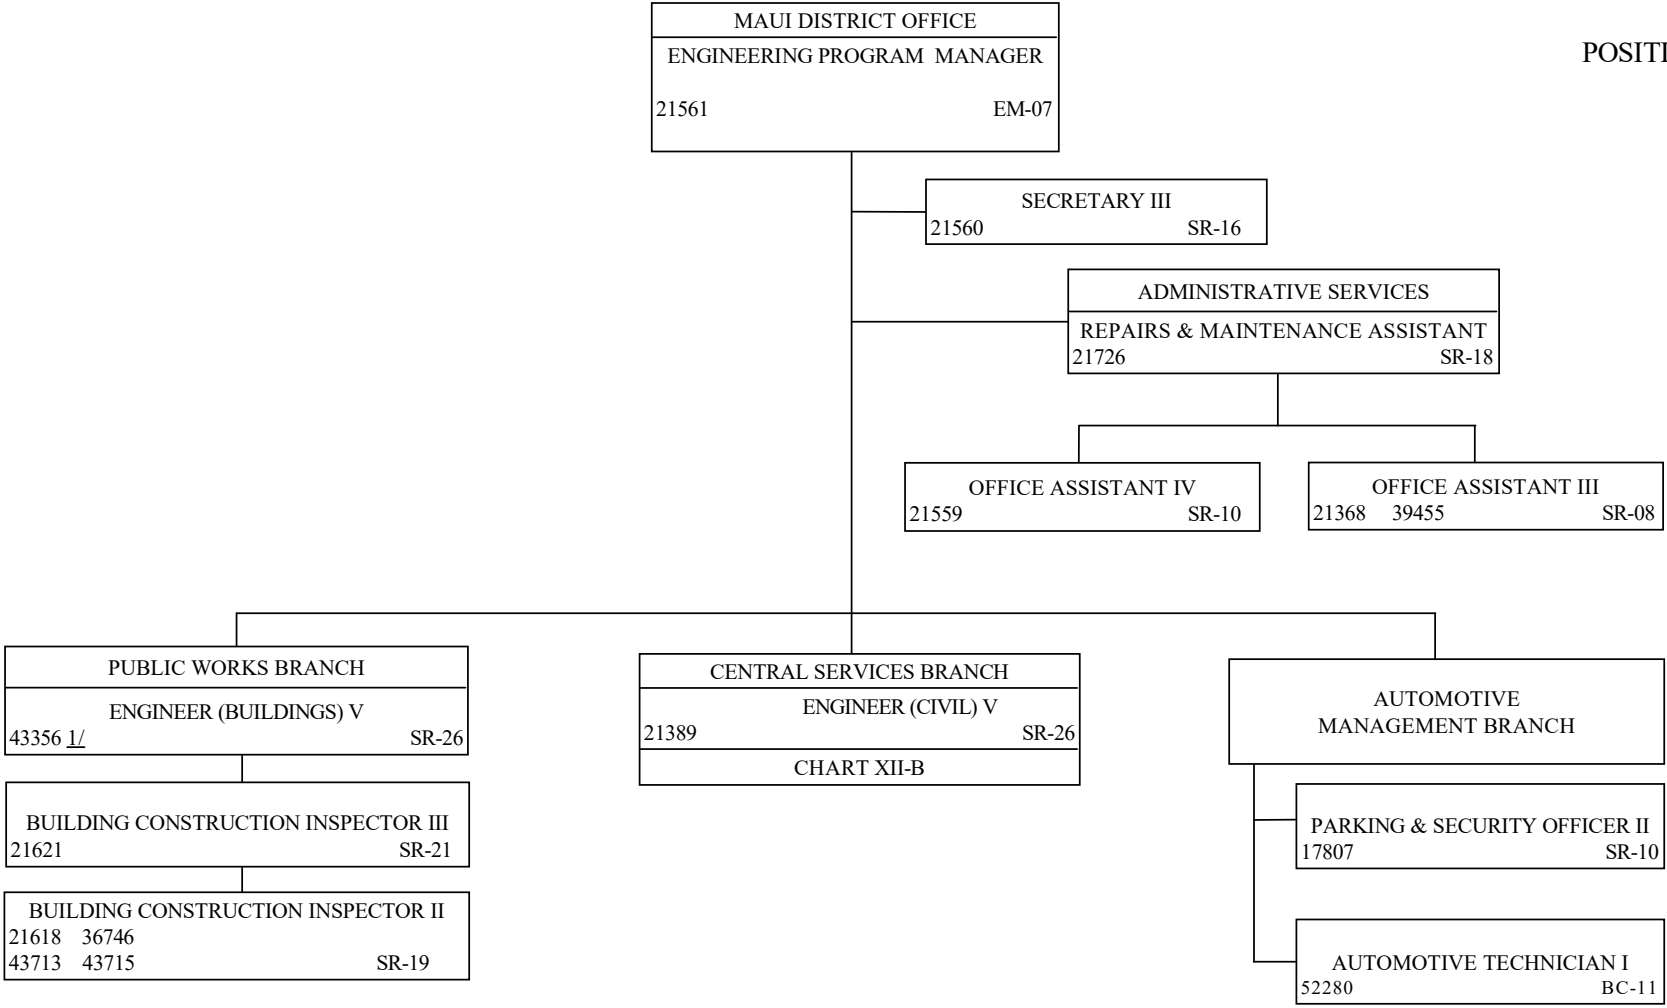 MAUI DISTRICT OFFICE
ENGINEERING PROGRAM MANAGER
21561 EM-07
POSITI
SECRETARY III
21560 SR-16
ADMINISTRATIVE SERVICES
REPAIRS & MAINTENANCE ASSISTANT
21726 SR-18
OFFICE ASSISTANT IV
21559 SR-10
OFFICE ASSISTANT III
21368 39455 SR-08
PUBLIC WORKS BRANCH
ENGINEER (BUILDINGS) V
43356 1/ SR-26
BUILDING CONSTRUCTION INSPECTOR III
21621 SR-21
BUILDING CONSTRUCTION INSPECTOR II
21618 36746
43713 43715 SR-19
CENTRAL SERVICES BRANCH
ENGINEER (CIVIL) V
21389 SR-26
CHART XII-B
AUTOMOTIVE
MANAGEMENT BRANCH
PARKING & SECURITY OFFICER II
17807 SR-10
AUTOMOTIVE TECHNICIAN I
52280 BC-11